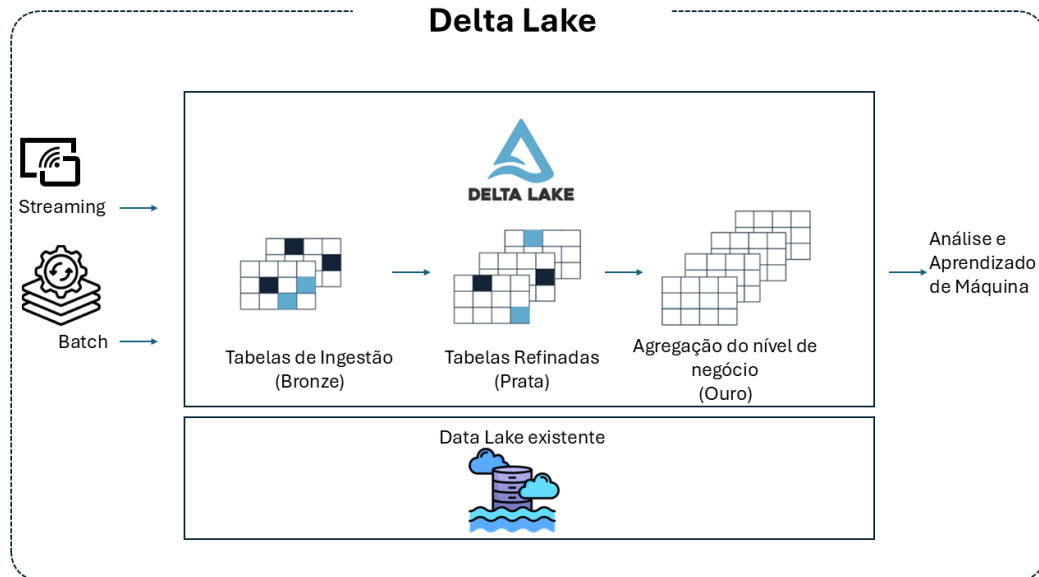 Delta Lake
DELTA LAKE
Streaming
Batch
Tabelas de Ingestão
(Bronze)
Tabelas Refinadas
(Prata)
Agregação do nível de
negócio
(Ouro)
Análise e
Aprendizado
de Máquina
Data Lake existente